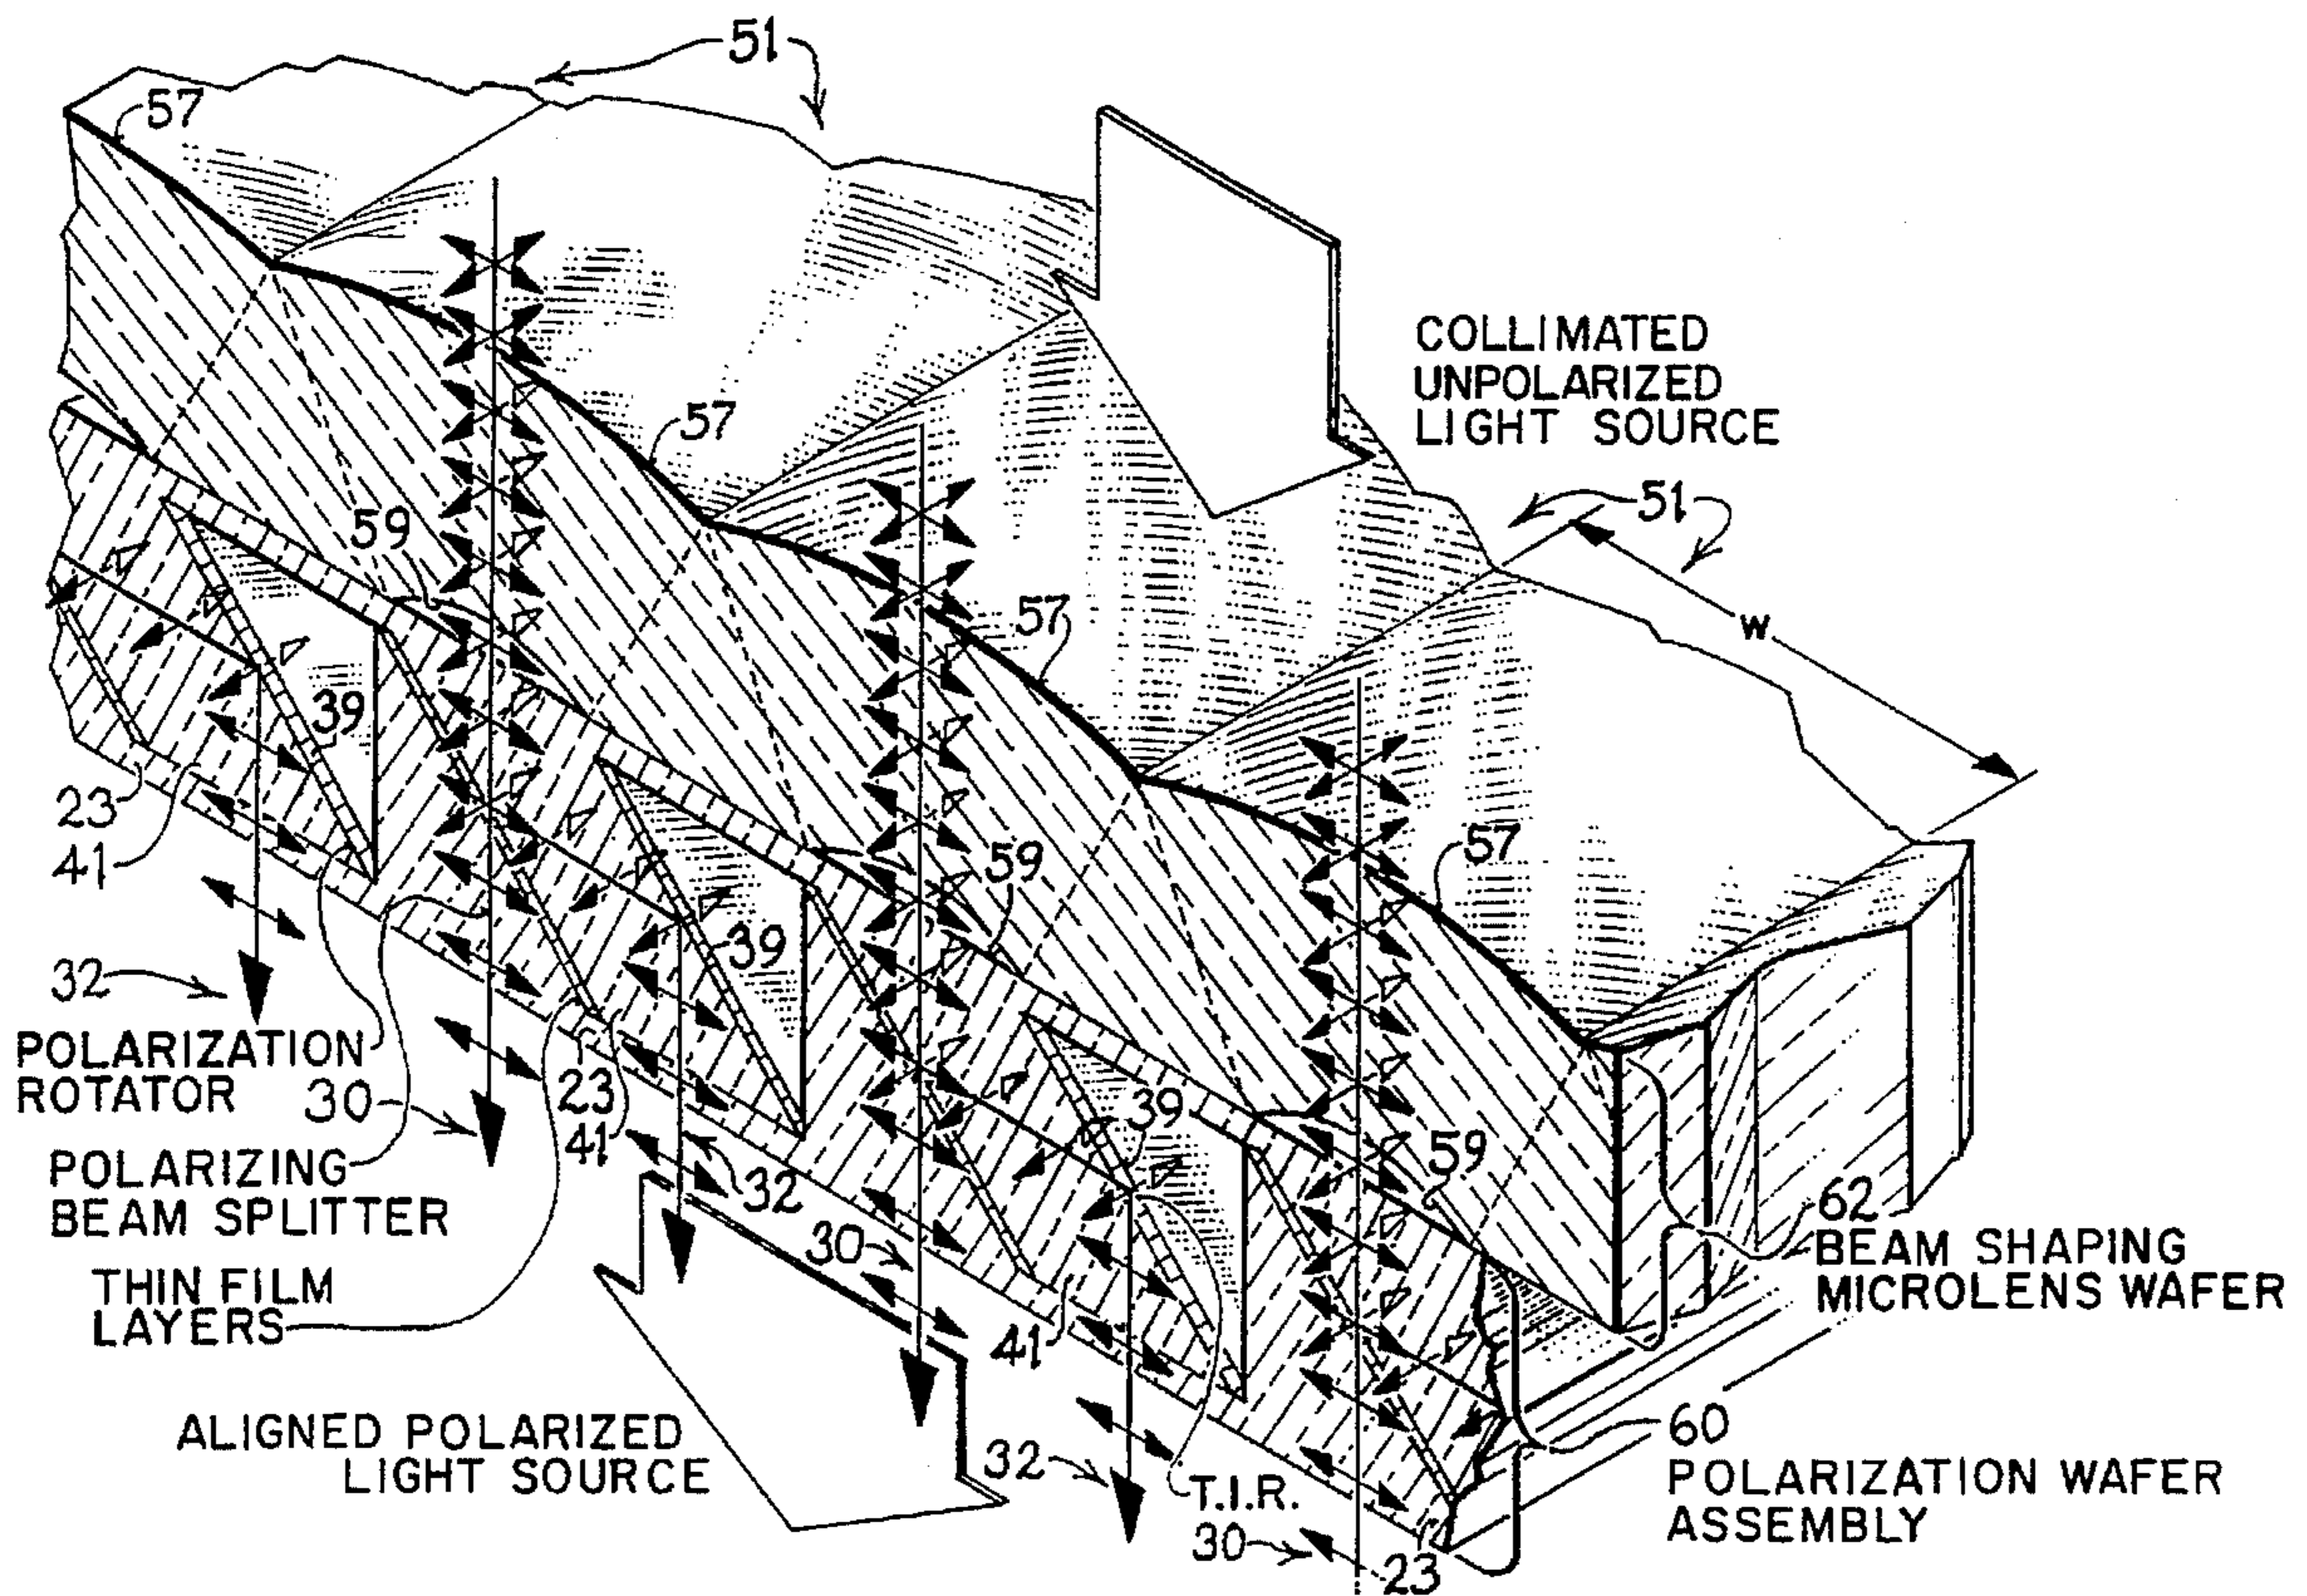 51
57
COLLIMATED
UNPOLARIZED
LIGHT SOURCE
57
51
59
57
W
39
23
41
57
59
39
32
POLARIZATION
ROTATOR
30
23
41
39
POLARIZING
BEAM SPLITTER
32
59
62
BEAM SHAPING
MICROLENS WAFER
30
THIN FILM
LAYERS
41
ALIGNED POLARIZED
LIGHT SOURCE
32
T.I.R.
30
60
POLARIZATION WAFER
ASSEMBLY
23